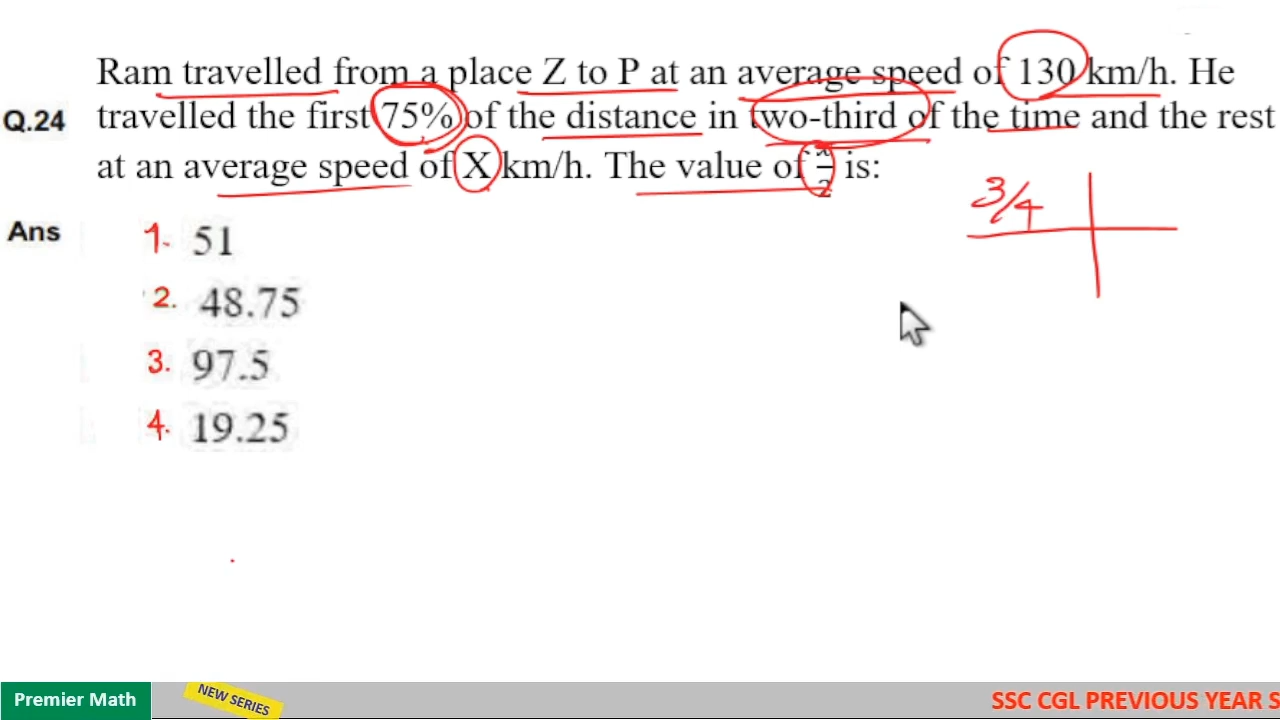 Ram travelled from a place Z to P at an average speed of 130 km/h. He
Q.24 travelled the first 75% of the distance in two-third of the time and the rest
at an average speed of X km/h. The value of x/2 is:
3/4
Ans 1. 51
2. 48.75
3. 97.5
4. 19.25
Premier Math NEW SERIES SSC CGL PREVIOUS YEAR S